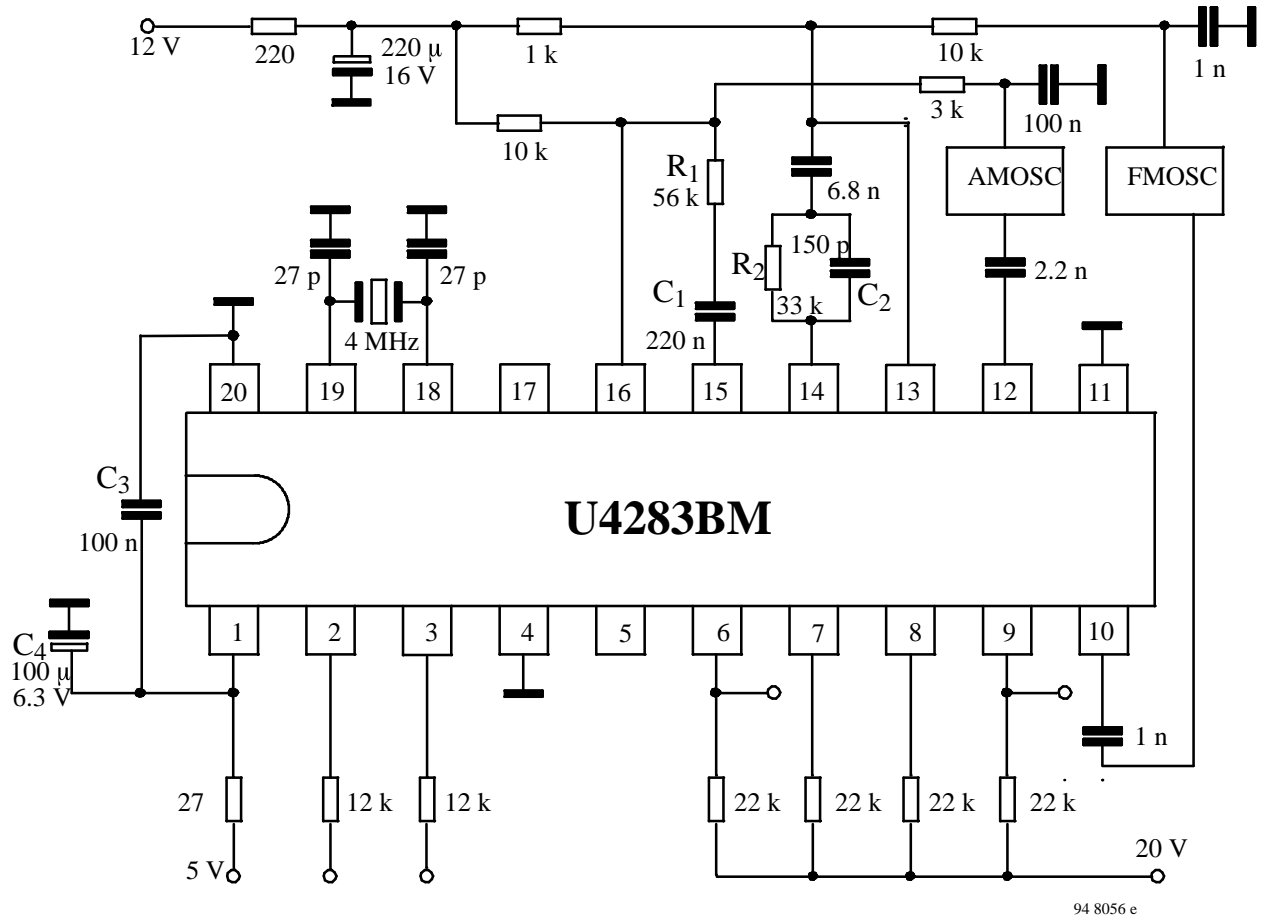 12 V
220
220 µ
16 V
1 k
10 k
1 n
10 k
3 k
100 n
R1
56 k
6.8 n
AMOSC
FMOSC
27 p
27 p
4 MHz
150 p
R2
33 k
C2
2.2 n
C1
220 n
20
19
18
17
16
15
14
13
12
11
C3
100 n
U4283BM
1
2
3
4
5
6
7
8
9
10
C4
100 µ
6.3 V
1 n
27
12 k
12 k
22 k
22 k
22 k
22 k
5 V
20 V
94 8056 e